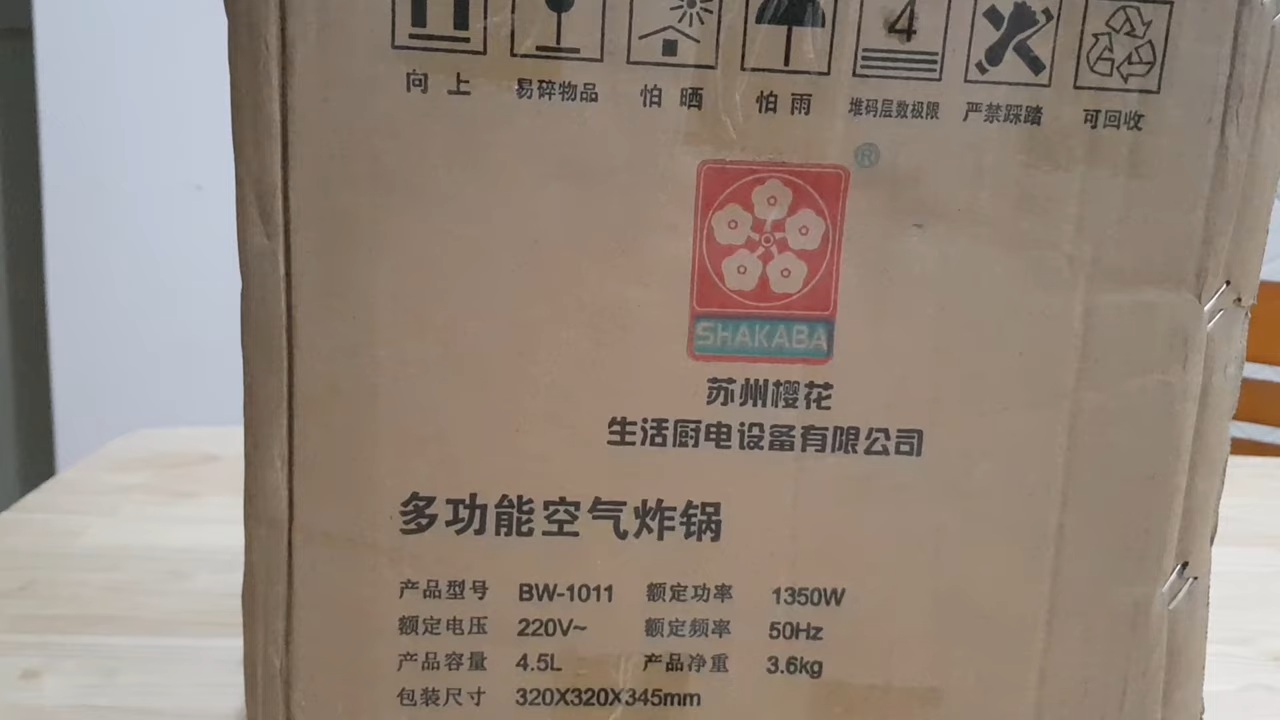 4
向上 易碎物品 怕晒 怕雨 堆码层数极限 严禁踩踏 可回收
®
SHAKABA
苏州樱花
生活厨电设备有限公司
多功能空气炸锅
产品型号 BW-1011 额定功率 1350W
额定电压 220V~ 额定频率 50Hz
产品容量 4.5L 产品净重 3.6kg
包装尺寸 320X320X345mm